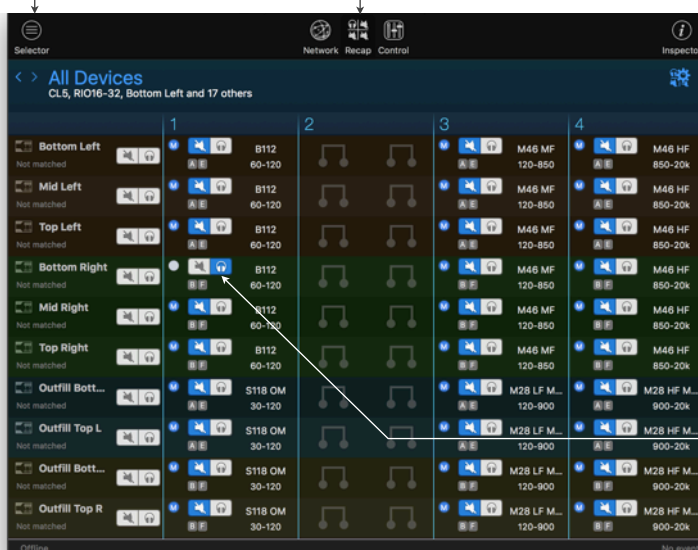 Selector
Network Recap Control
Inspecto
< > All Devices
CL5, RIO16-32, Bottom Left and 17 others
1 2 3 4
Bottom Left M B112 M M46 MF M M46 HF
Not matched A E 60-120 A E 120-850 A E 850-20k
Mid Left M B112 M M46 MF M M46 HF
Not matched A E 60-120 A E 120-850 A E 850-20k
Top Left M B112 M M46 MF M M46 HF
Not matched A E 60-120 A E 120-850 A E 850-20k
Bottom Right B112 M M46 MF M M46 HF
Not matched B F 60-120 B F 120-850 B F 850-20k
Mid Right M B112 M M46 MF M M46 HF
Not matched B F 60-120 B F 120-850 B F 850-20k
Top Right M B112 M M46 MF M M46 HF
Not matched B F 60-120 B F 120-850 B F 850-20k
Outfill Bott... M S118 OM M M28 LF M... M M28 HF M...
Not matched A E 30-120 A E 120-900 A E 900-20k
Outfill Top L M S118 OM M M28 LF M... M M28 HF M...
Not matched A E 30-120 A E 120-900 A E 900-20k
Outfill Bott... M S118 OM M M28 LF M... M M28 HF M...
Not matched B F 30-120 B F 120-900 B F 900-20k
Outfill Top R M S118 OM M M28 LF M... M M28 HF M...
Not matched B F 30-120 B F 120-900 B F 900-20k
Offline No event